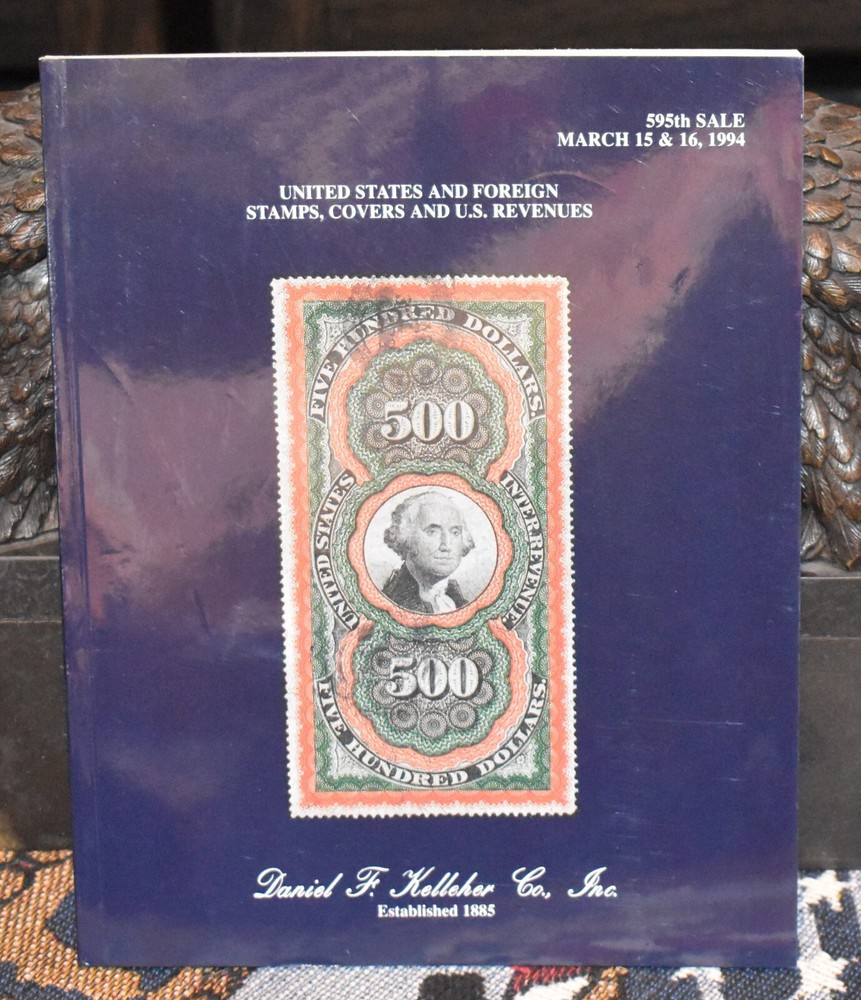 595th SALE
MARCH 15 & 16, 1994
UNITED STATES AND FOREIGN
STAMPS, COVERS AND U.S. REVENUES
FIVE HUNDRED DOLLARS.
500
UNITED STATES
INTER. REVENUE
500
FIVE HUNDRED DOLLARS.
Daniel F. Kelleher Co., Inc.
Established 1885